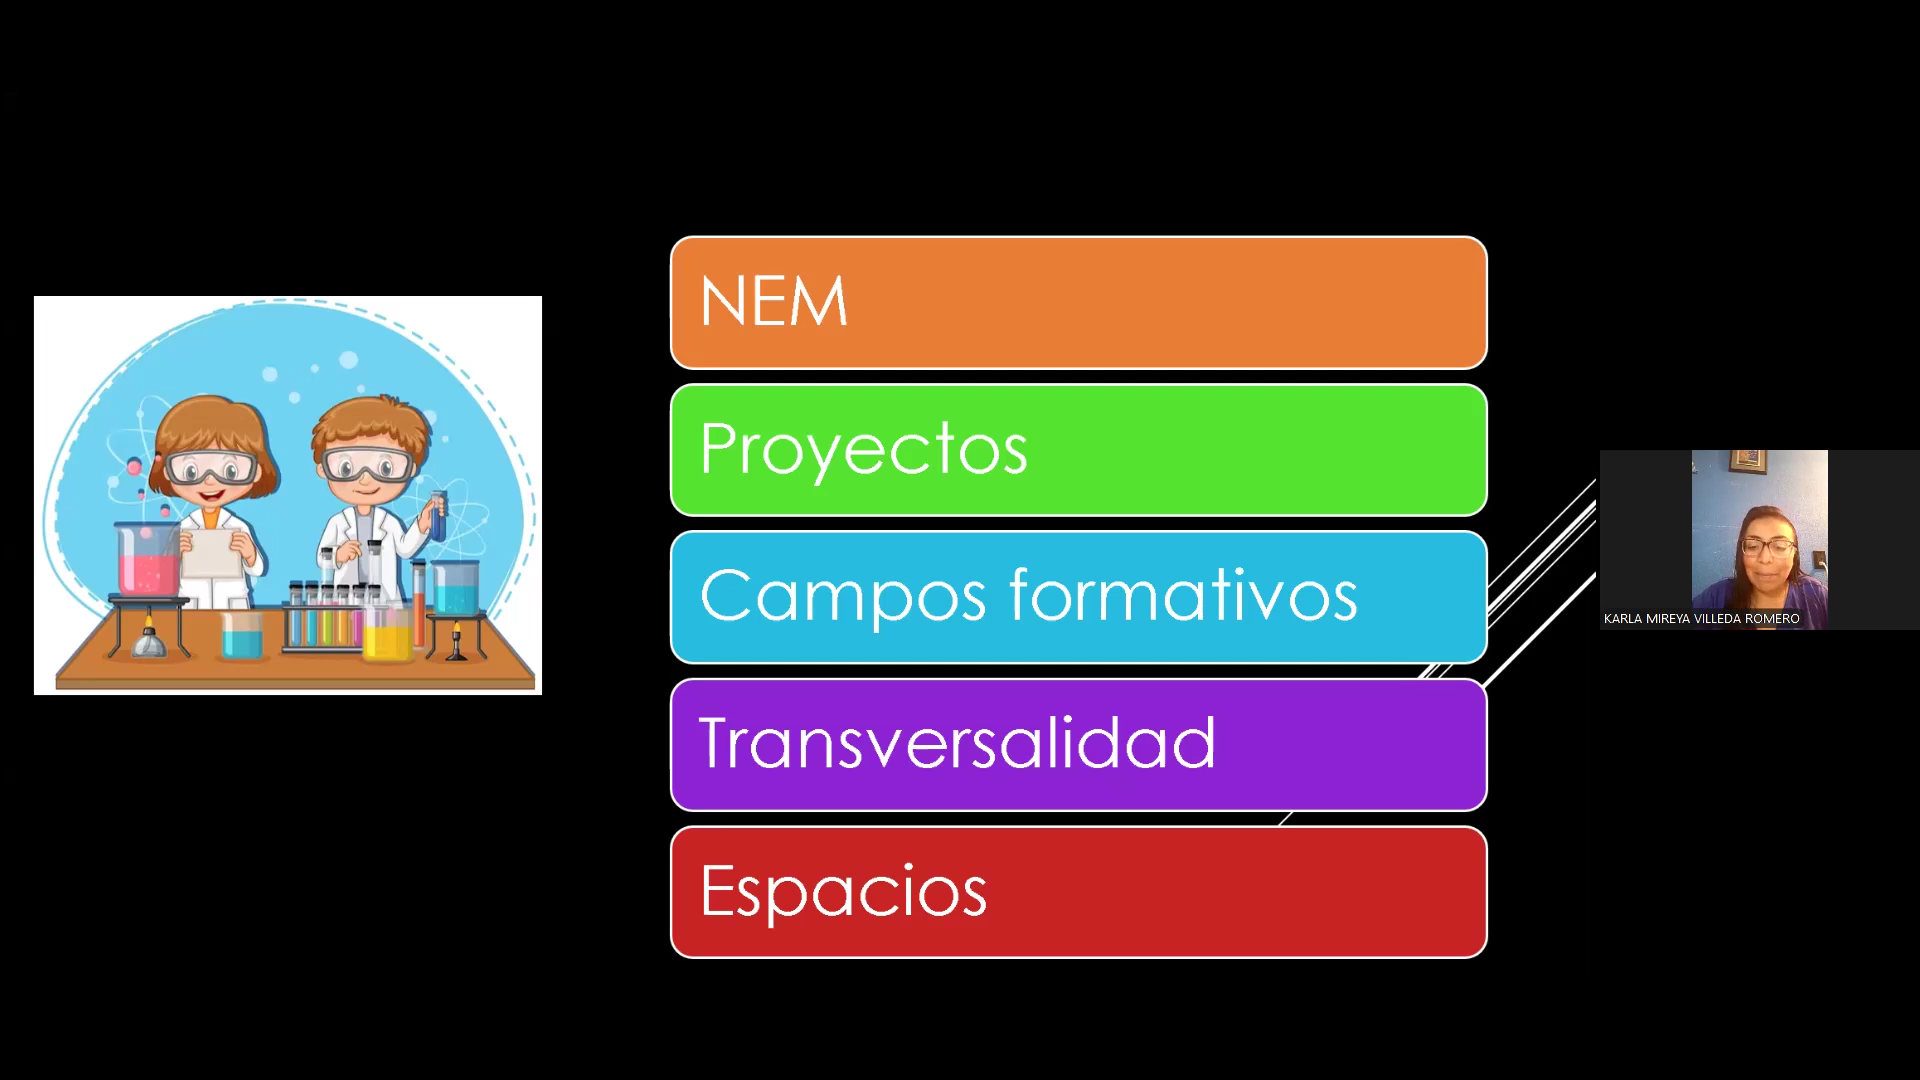 NEM
Proyectos
Campos formativos
Transversalidad
Espacios
KARLA MIREYA VILLEDA ROMERO